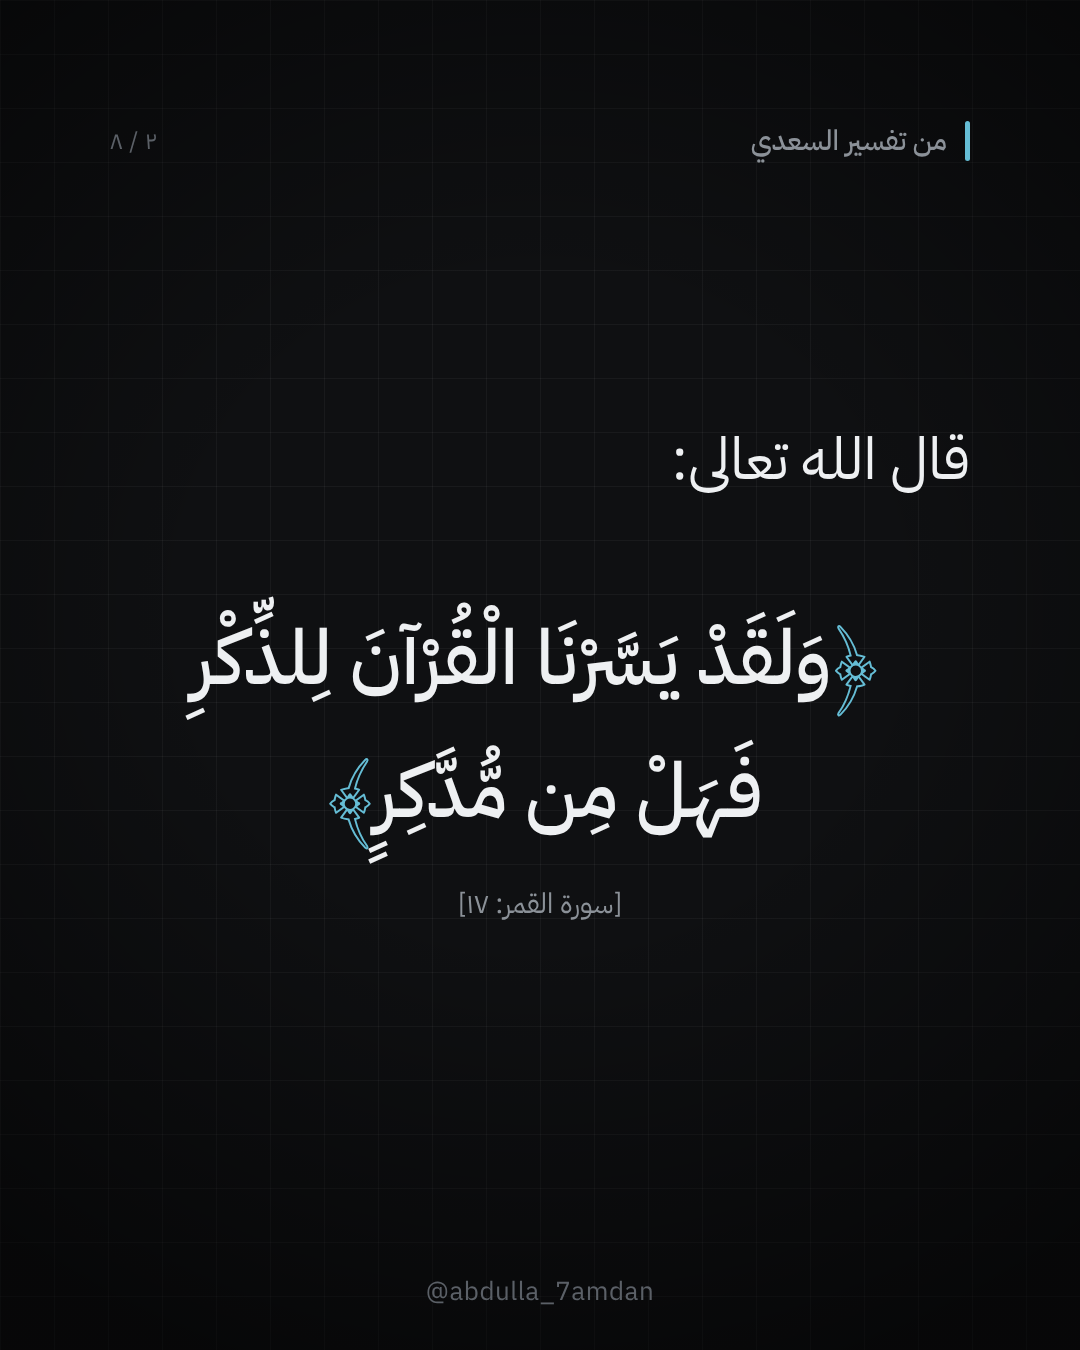 من تفسير السعدي
٢ / ٨
قال الله تعالى:
﴿وَلَقَدْ يَسَّرْنَا الْقُرْآنَ لِلذِّكْرِ
فَهَلْ مِن مُّدَّكِرٍ﴾
[سورة القمر: ١٧]
@abdulla_7amdan